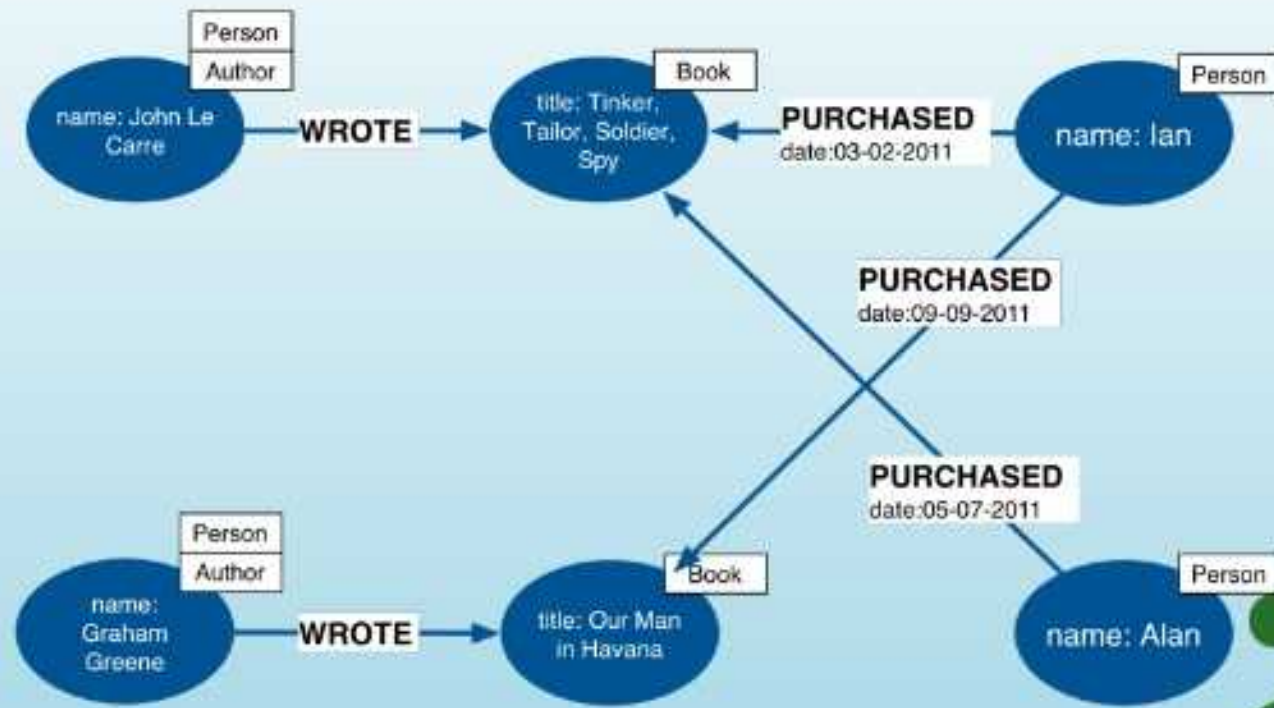 Person
Author
name: John Le
Carre
WROTE
Book
title: Tinker,
Tailor, Soldier,
Spy
PURCHASED
date:03-02-2011
Person
name: Ian
PURCHASED
date:09-09-2011
PURCHASED
date:05-07-2011
Person
Author
name:
Graham
Greene
WROTE
Book
title: Our Man
in Havana
Person
name: Alan